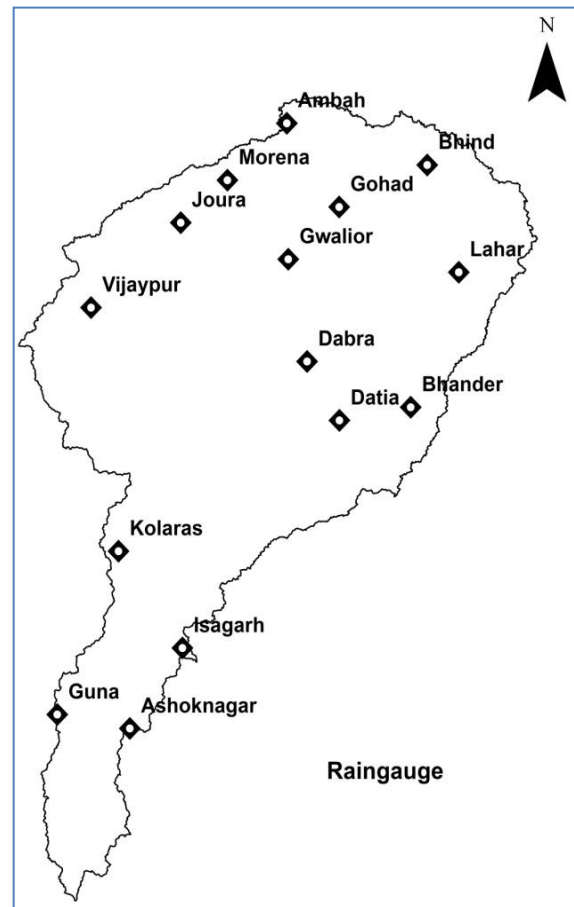 N
Ambah
Bhind
Morena
Gohad
Joura
Gwalior
Lahar
Vijaypur
Dabra
Bhander
Datia
Kolaras
Isagarh
Guna
Ashoknagar
Raingauge